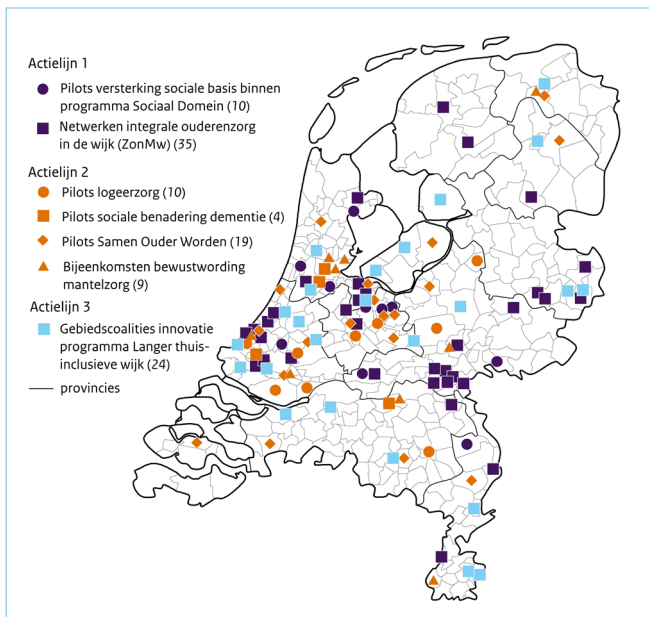 Actielijn 1
Pilots versterking sociale basis binnen
programma Sociaal Domein (10)
Netwerken integrale ouderenzorg
in de wijk (ZonMw) (35)
Actielijn 2
Pilots logeerzorg (10)
Pilots sociale benadering dementie (4)
Pilots Samen Ouder Worden (19)
Bijeenkomsten bewustwording
mantelzorg (9)
Actielijn 3
Gebiedscoalities innovatie
programma Langer thuis-
inclusieve wijk (24)
provincies